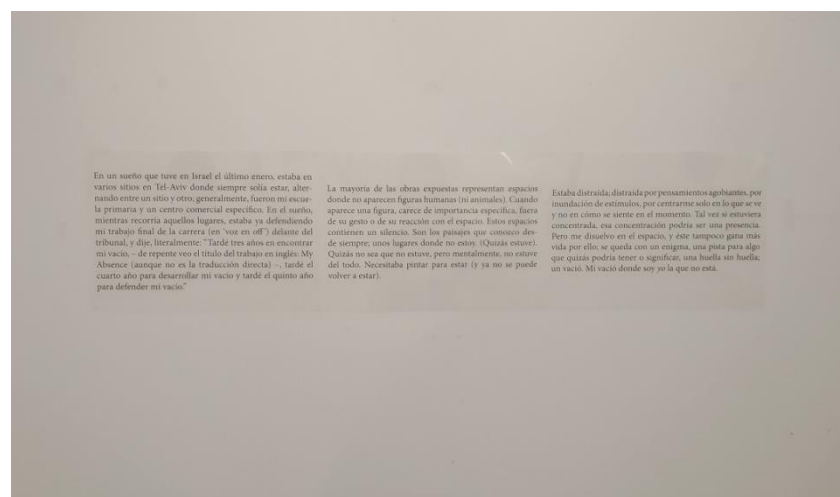 En un sueño que tuve en Israel el último enero, estaba en
varios sitios en Tel-Aviv donde siempre solía estar, alter-
nando entre un sitio y otro; generalmente, fueron mi escue-
la primaria y un centro comercial específico. En el sueño,
mientras recorría aquellos lugares, estaba ya defendiendo
mi trabajo final de la carrera (en "voz en off") delante del
tribunal, y dije, literalmente: "Tardé tres años en encontrar
mi vacío, – de repente veo el título del trabajo en inglés: My
Absence (aunque no es la traducción directa) –, tardé el
cuarto año para desarrollar mi vacío y tardé el quinto año
para defender mi vacío."
La mayoría de las obras expuestas representan espacios
donde no aparecen figuras humanas (ni animales). Cuando
aparece una figura, carece de importancia específica, fuera
de su gesto o de su reacción con el espacio. Estos espacios
contienen un silencio. Son los paisajes que conozco des-
de siempre; unos lugares donde no estoy. (Quizás estuve).
Quizás no sea que no estuve, pero mentalmente, no estuve
del todo. Necesitaba pintar para estar (y ya no se puede
volver a estar).
Estaba distraída; distraída por pensamientos agobiantes, por
inundación de estímulos, por centrarme solo en lo que se ve
y no en cómo se siente en el momento. Tal vez si estuviera
concentrada, esa concentración podría ser una presencia.
Pero me disuelvo en el espacio, y éste tampoco gana más
vida por ello; se queda con un enigma, una pista para algo
que quizás podría tener o significar, una huella sin huella;
un vació. Mi vació donde soy yo la que no está.